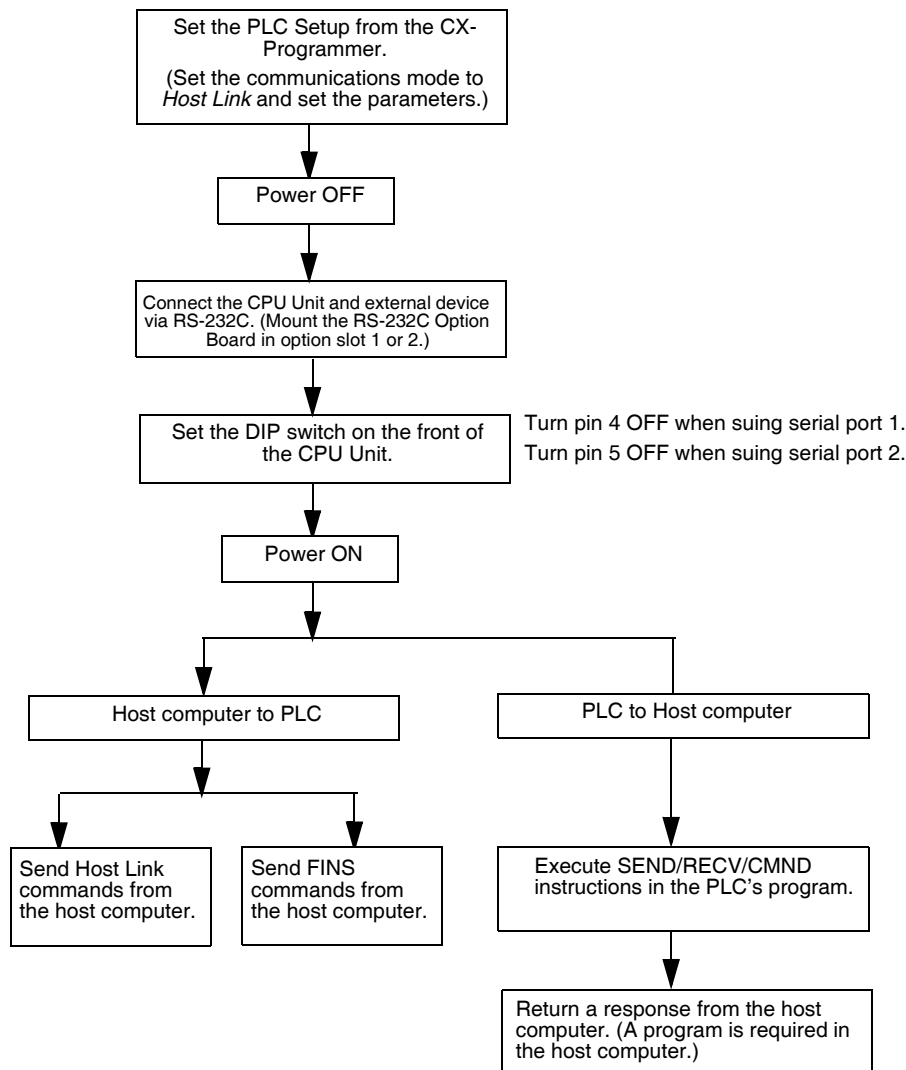 Set the PLC Setup from the CX-
Programmer.
(Set the communications mode to
Host Link and set the parameters.)
Power OFF
Connect the CPU Unit and external device
via RS-232C. (Mount the RS-232C Option
Board in option slot 1 or 2.)
Set the DIP switch on the front of
the CPU Unit.
Turn pin 4 OFF when suing serial port 1.
Turn pin 5 OFF when suing serial port 2.
Power ON
Host computer to PLC
PLC to Host computer
Send Host Link
commands from
the host computer.
Send FINS
commands from
the host computer.
Execute SEND/RECV/CMND
instructions in the PLC's program.
Return a response from the host
computer. (A program is required in
the host computer.)